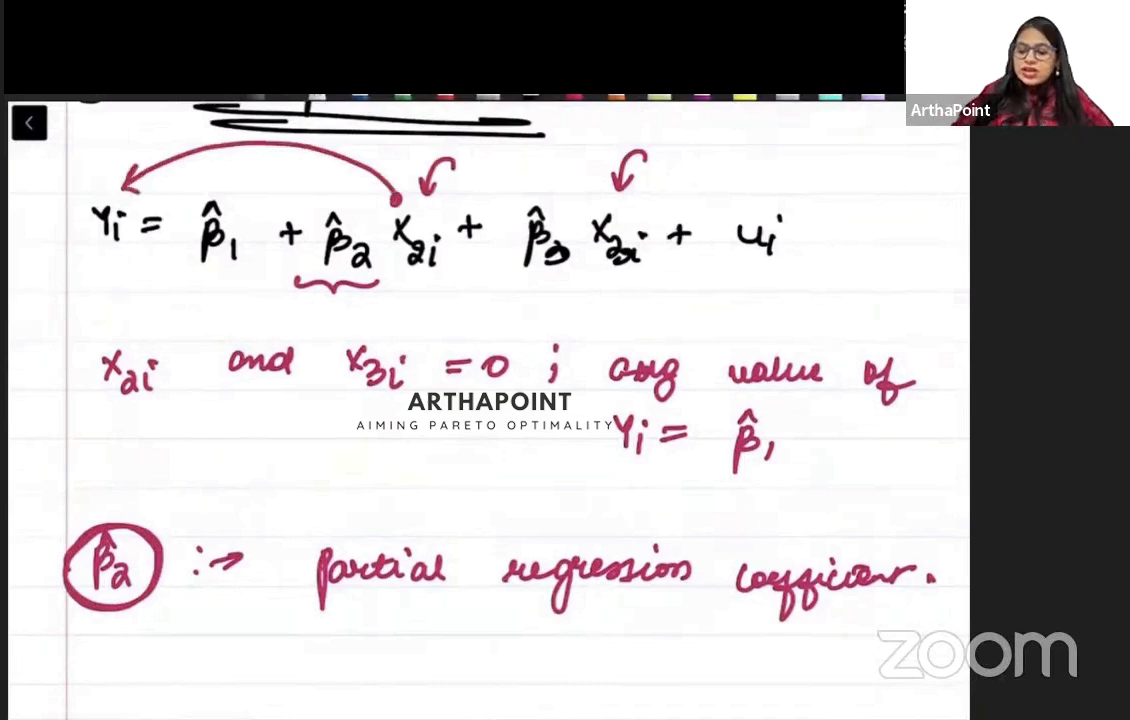 ArthaPoint
Yi = β̂1 + β̂2 X2i + β̂3 X3i + ui
X2i and X3i = 0 ; avg value of
ARTHAPOINT
AIMING PARETO OPTIMALITY
Yi = β̂1
β̂2 :→ partial regression coefficient.
zoom